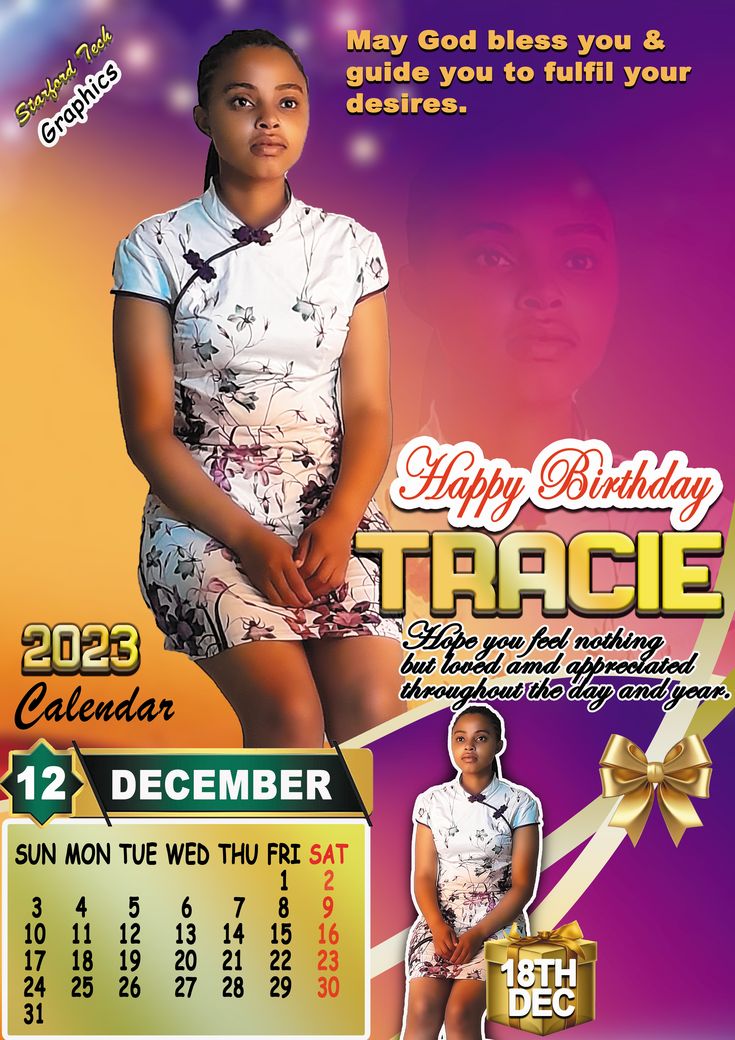 Starford Tech
Graphics
May God bless you &
guide you to fulfil your
desires.
Happy Birthday
TRACIE
Hope you feel nothing
but loved amd appreciated
throughout the day and year.
2023
Calendar
12 DECEMBER
SUN MON TUE WED THU FRI SAT
1 2
3 4 5 6 7 8 9
10 11 12 13 14 15 16
17 18 19 20 21 22 23
24 25 26 27 28 29 30
31
18TH
DEC